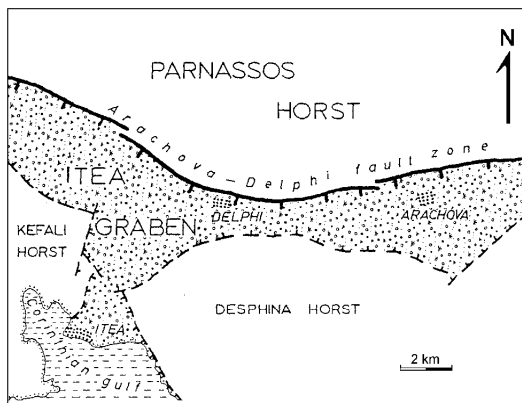 N
PARNASSOS
HORST
Arachova – Delphi fault zone
ITEA
GRABEN
DELPHI
ARACHOVA
KEFALI
HORST
DESPHINA HORST
Corinthian gulf
ITEA
2 km